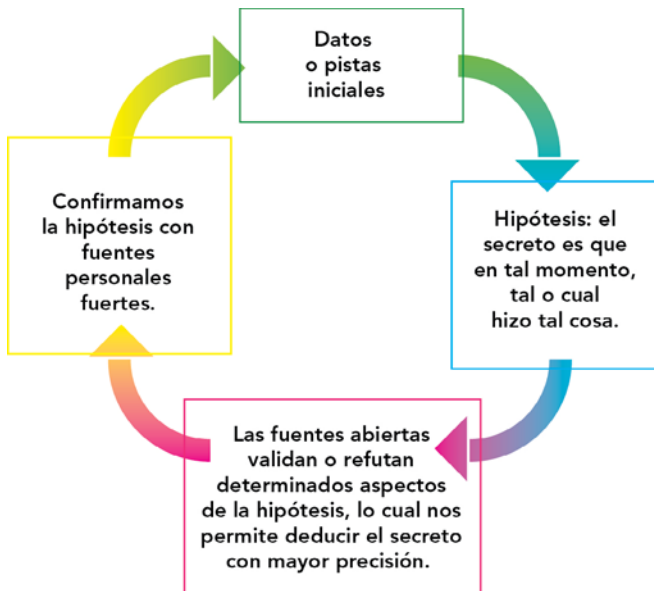 Datos
o pistas
iniciales
Hipótesis: el
secreto es que
en tal momento,
tal o cual
hizo tal cosa.
Las fuentes abiertas
validan o refutan
determinados aspectos
de la hipótesis, lo cual nos
permite deducir el secreto
con mayor precisión.
Confirmamos
la hipótesis con
fuentes
personales
fuertes.